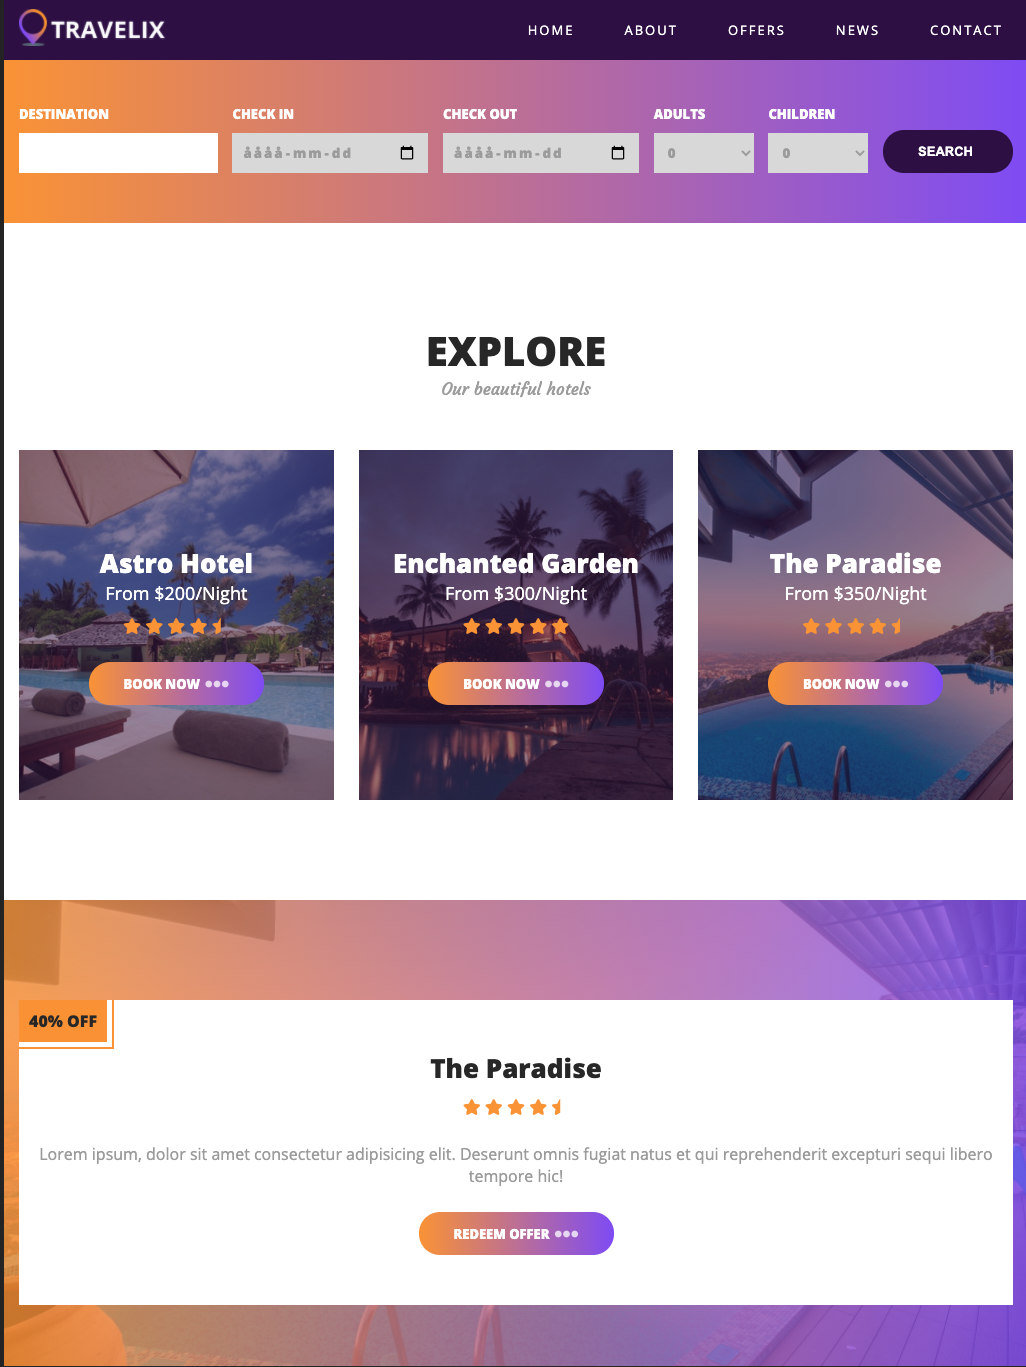 TRAVELIX
HOME ABOUT OFFERS NEWS CONTACT
DESTINATION CHECK IN CHECK OUT ADULTS CHILDREN
åååå-mm-dd åååå-mm-dd 0 0 SEARCH
EXPLORE
Our beautiful hotels
Astro Hotel
From $200/Night
BOOK NOW
Enchanted Garden
From $300/Night
BOOK NOW
The Paradise
From $350/Night
BOOK NOW
40% OFF
The Paradise
Lorem ipsum, dolor sit amet consectetur adipisicing elit. Deserunt omnis fugiat natus et qui reprehenderit excepturi sequi libero
tempore hic!
REDEEM OFFER